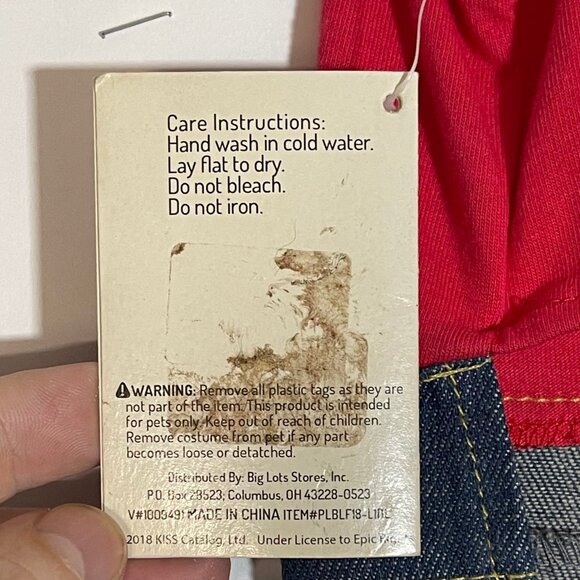 Care Instructions:
Hand wash in cold water.
Lay flat to dry.
Do not bleach.
Do not iron.
WARNING: Remove all plastic tags as they are
not part of the item. This product is intended
for pets only. Keep out of reach of children.
Remove costume from pet if any part
becomes loose or detatched.
Distributed By: Big Lots Stores, Inc.
P.O. Box 28523; Columbus, OH 43228-0523
MADE IN CHINA
2018 KISS Catalog, Ltd. Under License to Epic